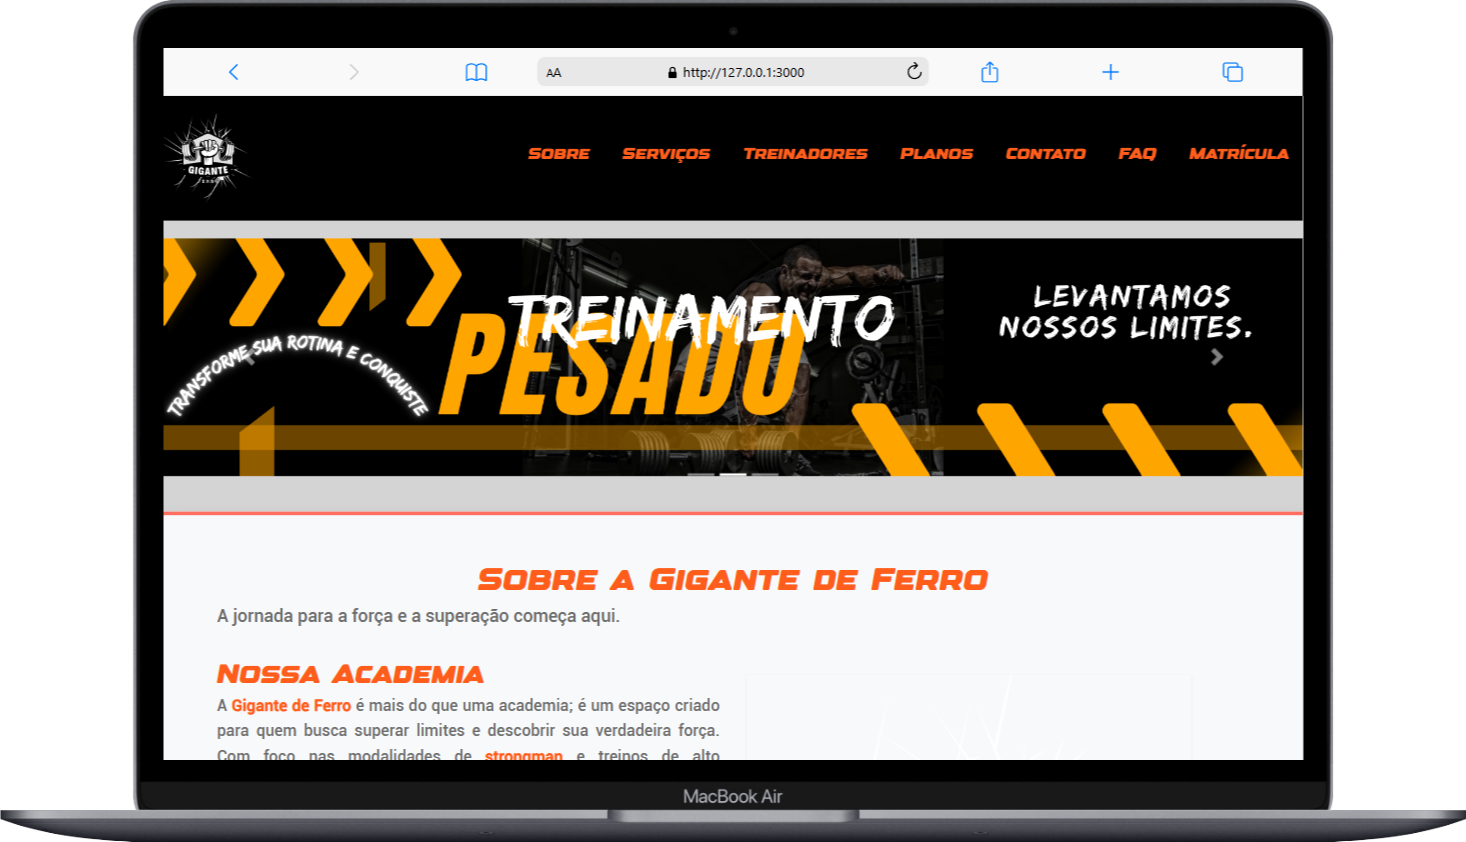 AA
http://127.0.0.1:3000
GIGANTE
Sobre
Serviços
Treinadores
Planos
Contato
FAQ
Matrícula
TREINAMENTO
PESADO
TRANSFORME SUA ROTINA E CONQUISTE
LEVANTAMOS
NOSSOS LIMITES.
Sobre a Gigante de Ferro
A jornada para a força e a superação começa aqui.
Nossa Academia
A Gigante de Ferro é mais do que uma academia; é um espaço criado
para quem busca superar limites e descobrir sua verdadeira força.
Com foco nas modalidades de strongman e treinos de alto
MacBook Air